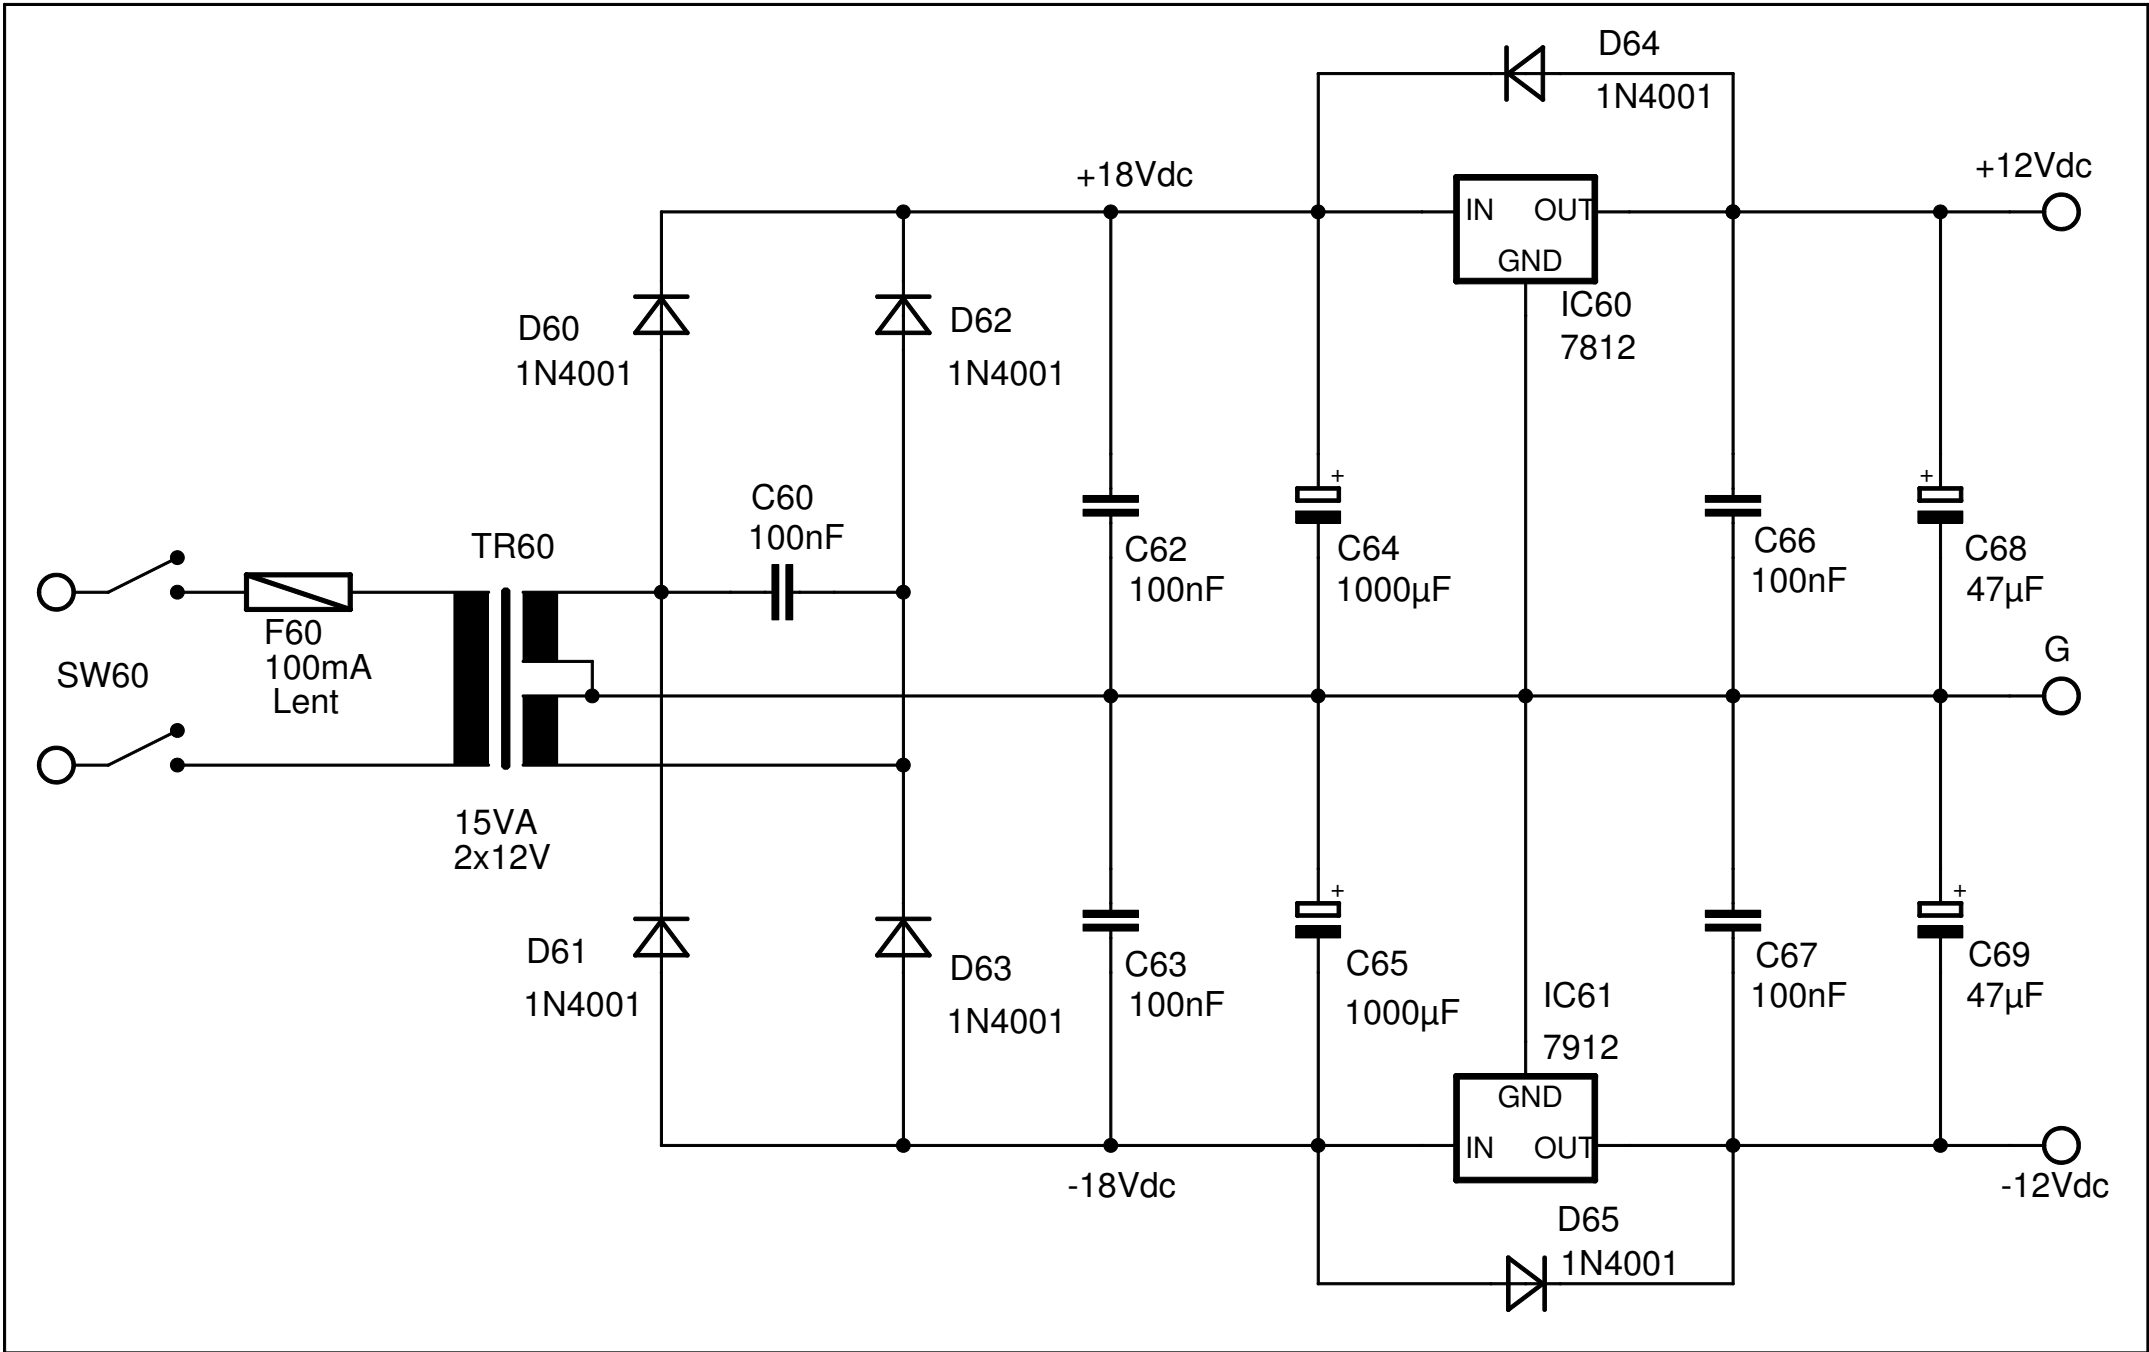 D64
1N4001
+18Vdc
+12Vdc
IN OUT
GND
IC60
7812
D60
1N4001
D62
1N4001
C60
100nF
TR60
+
+
C62
100nF
C64
1000µF
C66
100nF
C68
47µF
F60
100mA
Lent
SW60
G
15VA
2x12V
+
+
D61
1N4001
D63
1N4001
C63
100nF
C65
1000µF
IC61
7912
C67
100nF
C69
47µF
GND
IN OUT
-18Vdc
-12Vdc
D65
1N4001